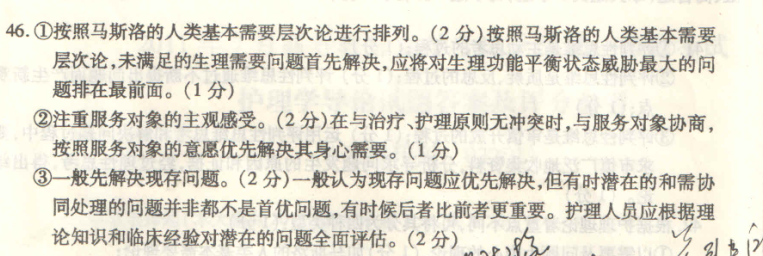 46. ①按照马斯洛的人类基本需要层次论进行排列。(2 分)按照马斯洛的人类基本需要
层次论,未满足的生理需要问题首先解决,应将对生理功能平衡状态威胁最大的问
题排在最前面。(1 分)
②注重服务对象的主观感受。(2 分)在与治疗、护理原则无冲突时,与服务对象协商,
按照服务对象的意愿优先解决其身心需要。(1 分)
③一般先解决现存问题。(2 分)一般认为现存问题应优先解决,但有时潜在的和需协
同处理的问题并非都不是首优问题,有时候后者比前者更重要。护理人员应根据理
论知识和临床经验对潜在的问题全面评估。(2 分)